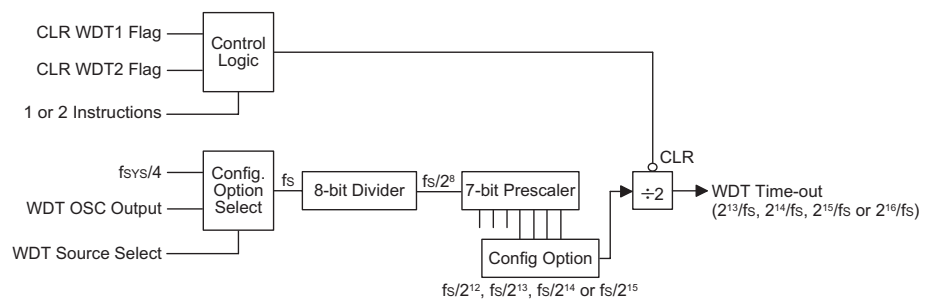 CLR WDT1 Flag
CLR WDT2 Flag
1 or 2 Instructions
Control
Logic
fSYS/4
WDT OSC Output
WDT Source Select
Config.
Option
Select
fS
8-bit Divider
fS/2⁸
7-bit Prescaler
Config Option
fS/2¹², fS/2¹³, fS/2¹⁴ or fS/2¹⁵
CLR
÷2
WDT Time-out
(2¹³/fS, 2¹⁴/fS, 2¹⁵/fS or 2¹⁶/fS)